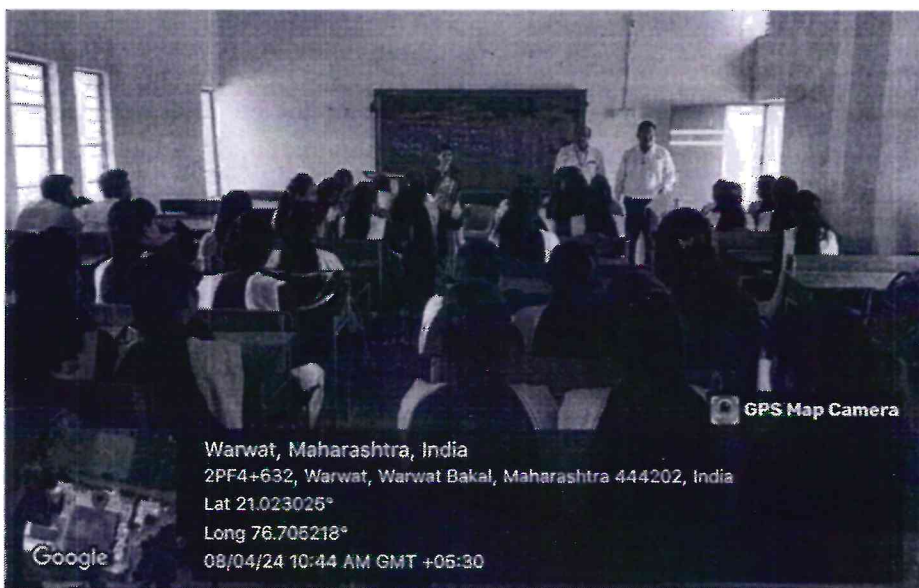 GPS Map Camera
Warwat, Maharashtra, India
2PF4+632, Warwat, Warwat Bakal, Maharashtra 444202, India
Lat 21.023025°
Long 76.705218°
08/04/24 10:44 AM GMT +05:30
Google